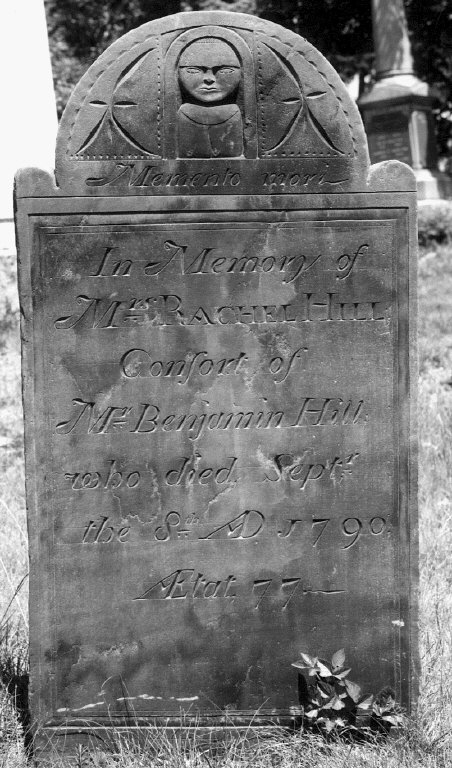 Memento mori
In Memory of
Mrs. RACHEL HILL
Conſort of
Mr. Benjamin Hill
who died Septr.
the 8th. AD 1790.
Ætat. 77